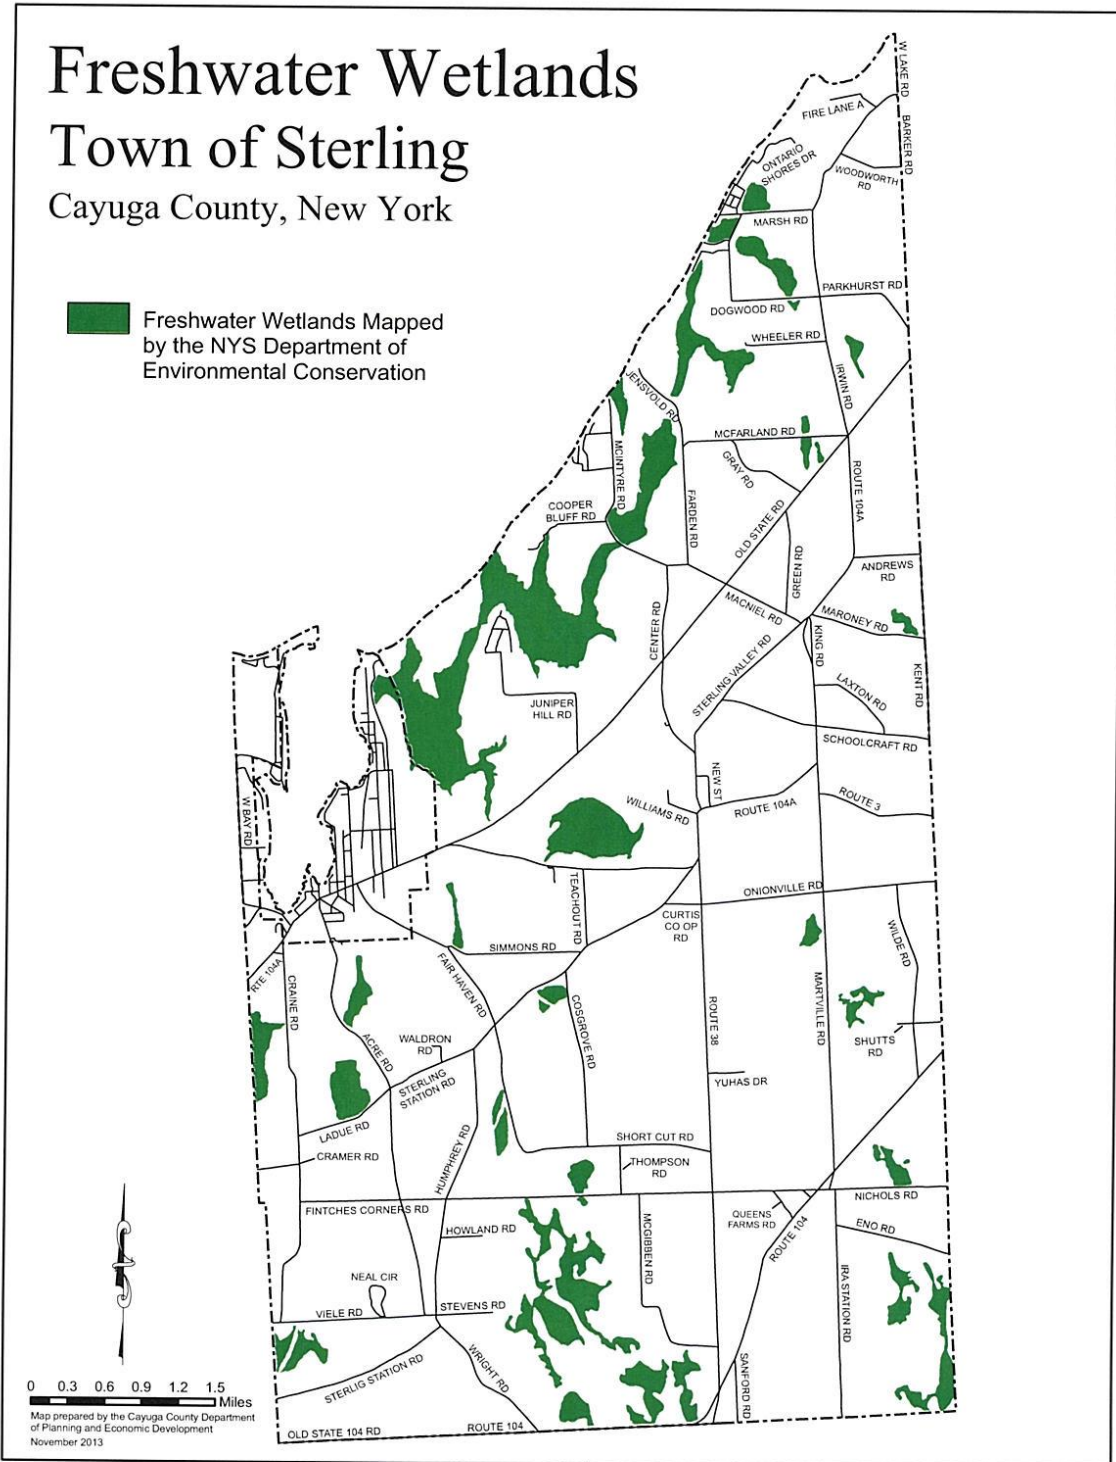 Freshwater Wetlands
Town of Sterling
Cayuga County, New York
Freshwater Wetlands Mapped
by the NYS Department of
Environmental Conservation
W LAKE RD
FIRE LANE A
BARKER RD
ONTARIO
SHORES DR
WOODWORTH
RD
MARSH RD
PARKHURST RD
DOGWOOD RD
WHEELER RD
IRWIN RD
JENSVOLD RD
MCFARLAND RD
MCINTYRE RD
GRAY RD
ROUTE 104A
COOPER
BLUFF RD
FARDEN RD
OLD STATE RD
GREEN RD
ANDREWS
RD
MACNIEL RD
MARONEY RD
CENTER RD
KING RD
STERLING VALLEY RD
KENT RD
LAXTON RD
JUNIPER
HILL RD
SCHOOLCRAFT RD
NEW ST
W BAY RD
WILLIAMS RD
ROUTE 104A
ROUTE 3
TEACHOUT RD
ONIONVILLE RD
CURTIS
CO OP
RD
WILDE RD
SIMMONS RD
RTE 104A
FAIR HAVEN RD
CRAINE RD
COSGROVE RD
ROUTE 38
MARTVILLE RD
ACRE RD
WALDRON
RD
SHUTTS
RD
STERLING
STATION RD
YUHAS DR
LADUE RD
SHORT CUT RD
CRAMER RD
HUMPHREY RD
THOMPSON
RD
NICHOLS RD
FINTCHES CORNERS RD
QUEENS
FARMS RD
HOWLAND RD
MCGIBBEN RD
ROUTE 104
ENO RD
NEAL CIR
IRA STATION RD
VIELE RD
STEVENS RD
STERLIG STATION RD
WRIGHT RD
SANFORD RD
0 0.3 0.6 0.9 1.2 1.5
Miles
Map prepared by the Cayuga County Department
of Planning and Economic Development
November 2013
OLD STATE 104 RD
ROUTE 104